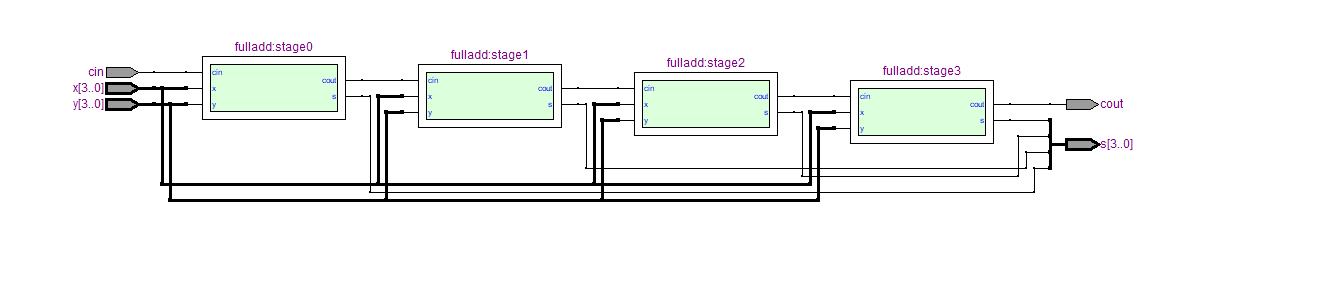 fulladd:stage0
fulladd:stage1
fulladd:stage2
fulladd:stage3
cin
x[3..0]
y[3..0]
cin
x
y
cout
s
cin
x
y
cout
s
cin
x
y
cout
s
cin
x
y
cout
s
cout
s[3..0]